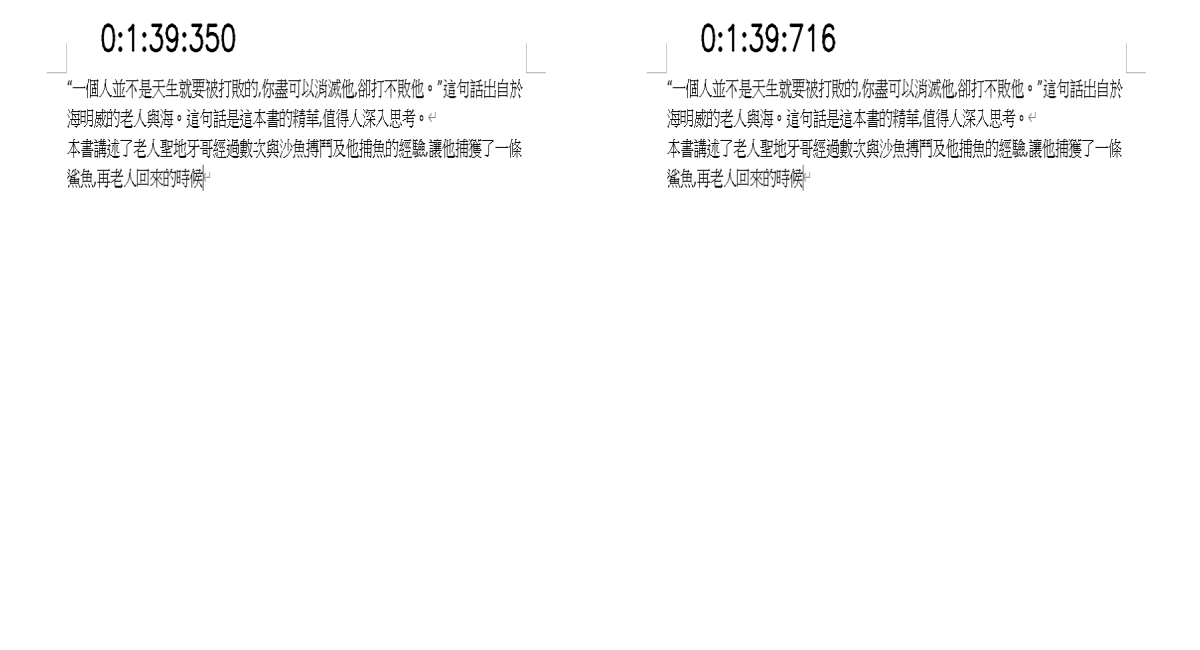 0:1:39:350
“一個人並不是天生就要被打敗的,你盡可以消滅他,卻打不敗他。”這句話出自於
海明威的老人與海。這句話是這本書的精華,值得人深入思考。
本書講述了老人聖地牙哥經過數次與沙魚搏鬥及他捕魚的經驗,讓他捕獲了一條
鯊魚,再老人回來的時候
0:1:39:716
“一個人並不是天生就要被打敗的,你盡可以消滅他,卻打不敗他。”這句話出自於
海明威的老人與海。這句話是這本書的精華,值得人深入思考。
本書講述了老人聖地牙哥經過數次與沙魚搏鬥及他捕魚的經驗,讓他捕獲了一條
鯊魚,再老人回來的時候